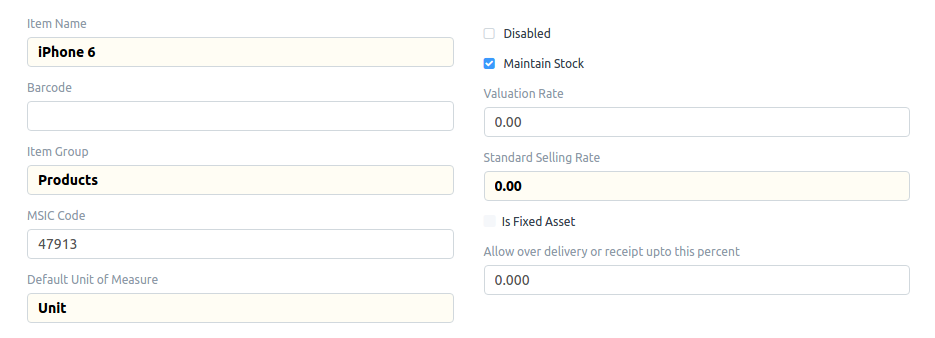 Item Name
iPhone 6
Barcode
Item Group
Products
MSIC Code
47913
Default Unit of Measure
Unit
Disabled
Maintain Stock
Valuation Rate
0.00
Standard Selling Rate
0.00
Is Fixed Asset
Allow over delivery or receipt upto this percent
0.000